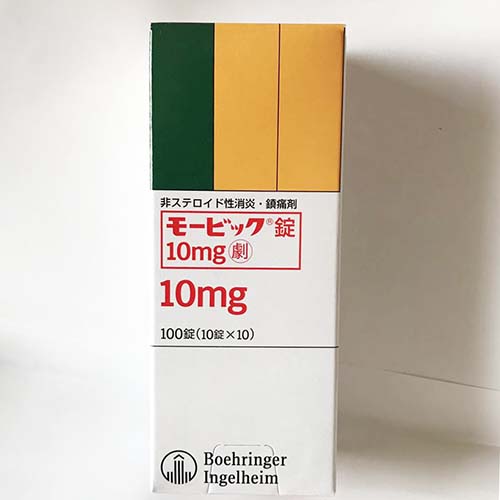 非ステロイド性消炎・鎮痛剤
モービック®錠
10mg 劇
10mg
100錠(10錠×10)
Boehringer
Ingelheim